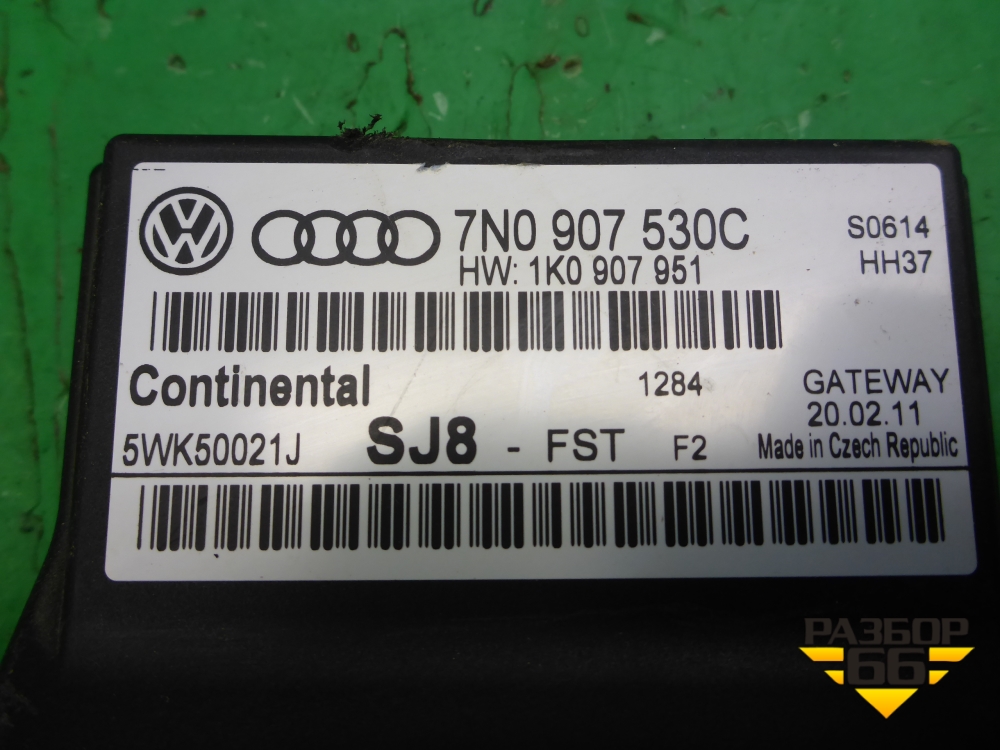 7N0 907 530C
S0614
HW: 1K0 907 951
HH37
Continental
1284
GATEWAY
20.02.11
5WK50021J
SJ8 - FST F2
Made in Czech Republic
РАЗБОР
66